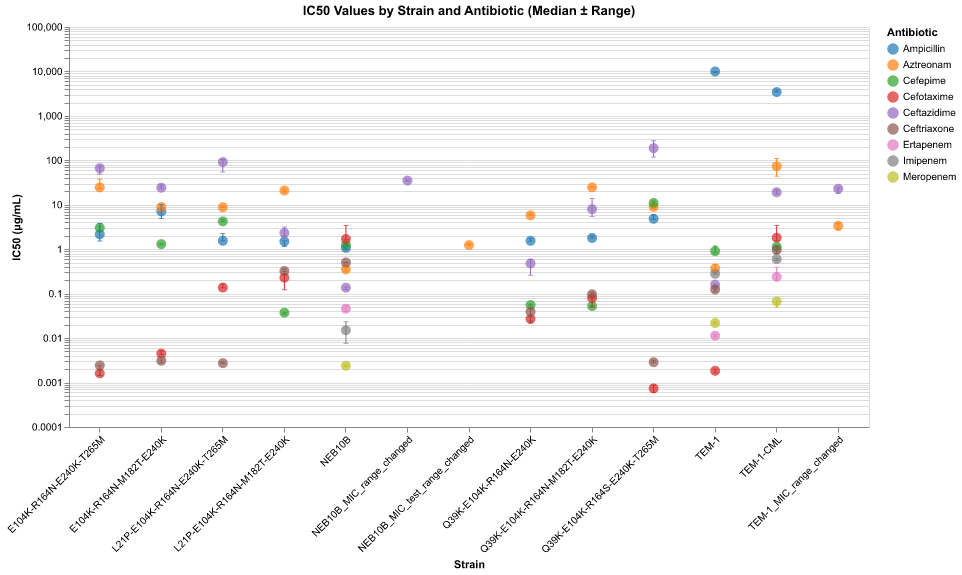 IC50 Values by Strain and Antibiotic (Median ± Range)
IC50 (µg/mL)
100,000
10,000
1,000
100
10
1
0.1
0.01
0.001
0.0001
E104K-R164N-E240K-T265M
E104K-R164N-M182T-E240K
L21P-E104K-R164N-E240K-T265M
L21P-E104K-R164N-M182T-E240K
NEB10B
NEB10B_MIC_range_changed
NEB10B_MIC_test_range_changed
Q39K-E104K-R164N-E240K
Q39K-E104K-R164N-M182T-E240K
Q39K-E104K-R164S-E240K-T265M
TEM-1
TEM-1-CML
TEM-1_MIC_range_changed
Strain
Antibiotic
Ampicillin
Aztreonam
Cefepime
Cefotaxime
Ceftazidime
Ceftriaxone
Ertapenem
Imipenem
Meropenem